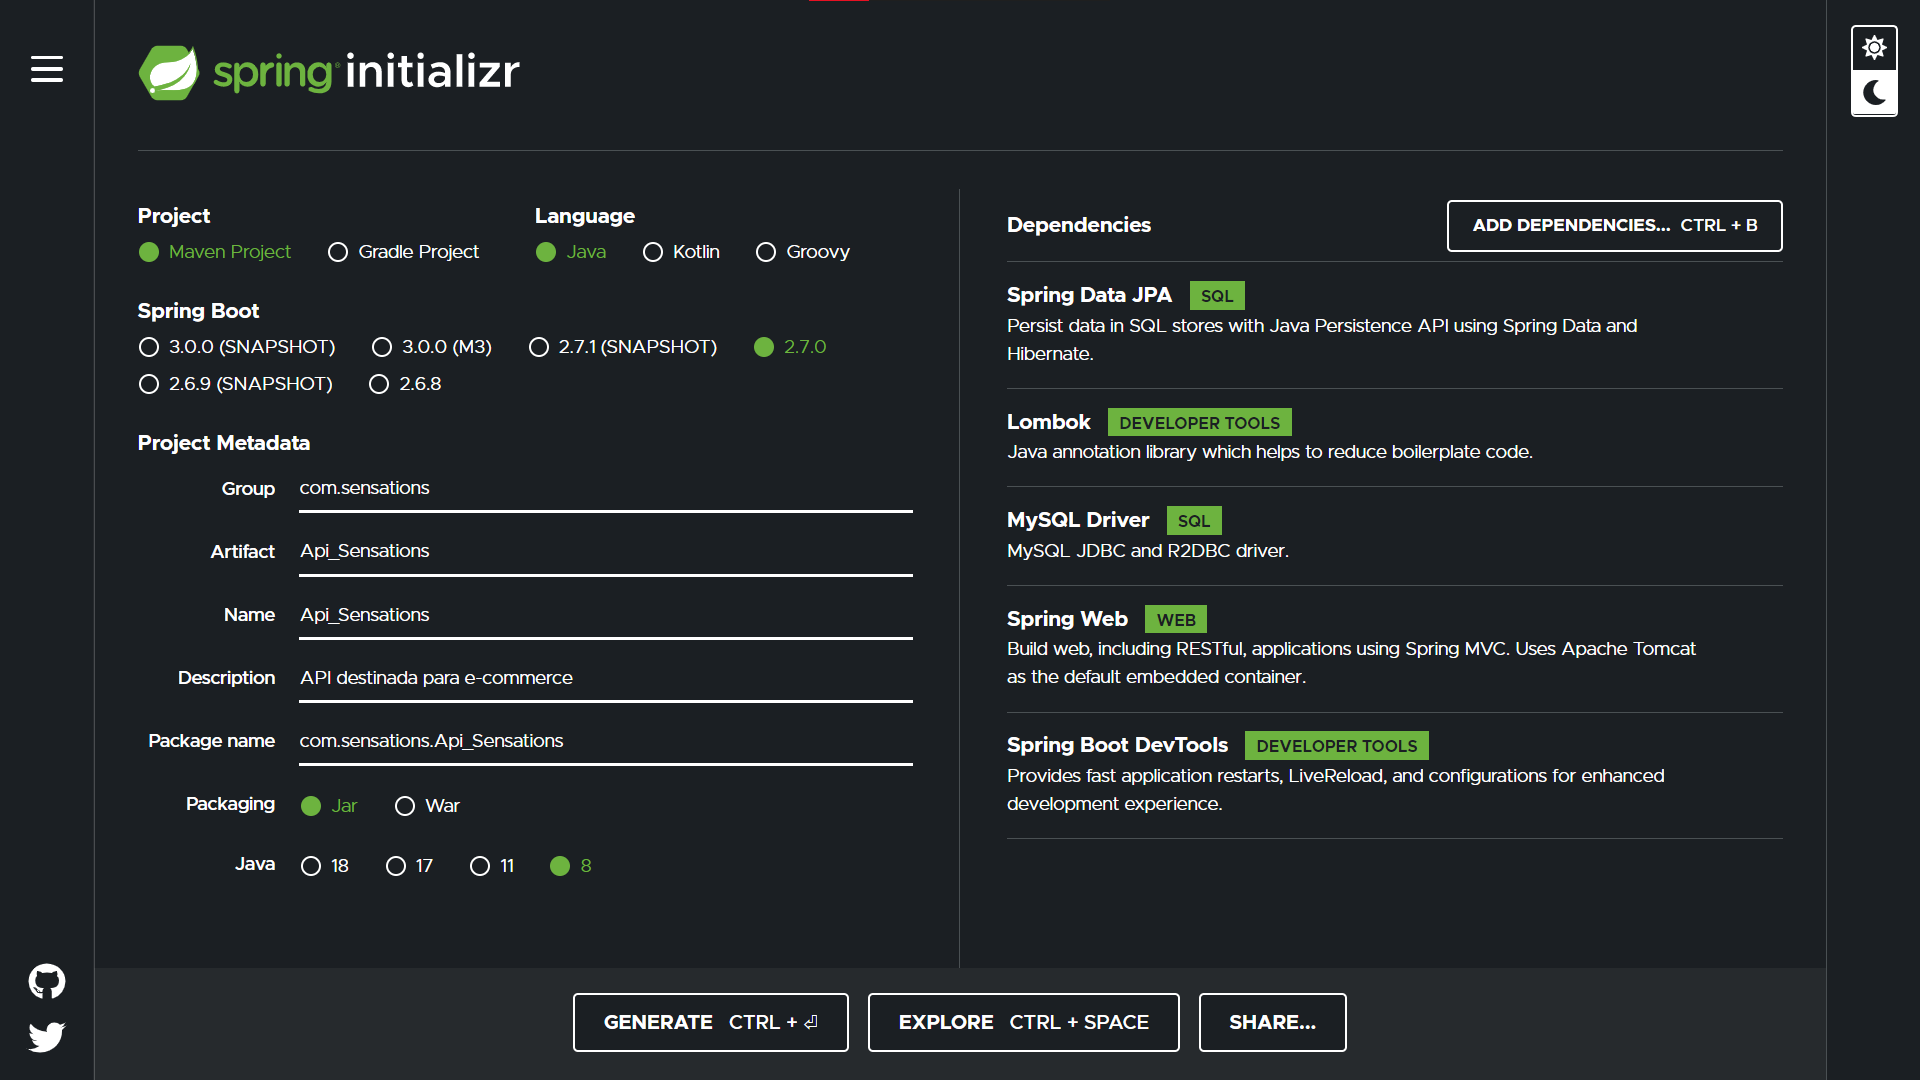 spring initializr
Project
Maven Project
Gradle Project
Language
Java
Kotlin
Groovy
Spring Boot
3.0.0 (SNAPSHOT)
3.0.0 (M3)
2.7.1 (SNAPSHOT)
2.7.0
2.6.9 (SNAPSHOT)
2.6.8
Project Metadata
Group com.sensations
Artifact Api_Sensations
Name Api_Sensations
Description API destinada para e-commerce
Package name com.sensations.Api_Sensations
Packaging Jar War
Java 18 17 11 8
Dependencies
ADD DEPENDENCIES... CTRL + B
Spring Data JPA SQL
Persist data in SQL stores with Java Persistence API using Spring Data and
Hibernate.
Lombok DEVELOPER TOOLS
Java annotation library which helps to reduce boilerplate code.
MySQL Driver SQL
MySQL JDBC and R2DBC driver.
Spring Web WEB
Build web, including RESTful, applications using Spring MVC. Uses Apache Tomcat
as the default embedded container.
Spring Boot DevTools DEVELOPER TOOLS
Provides fast application restarts, LiveReload, and configurations for enhanced
development experience.
GENERATE CTRL + ⏎
EXPLORE CTRL + SPACE
SHARE...